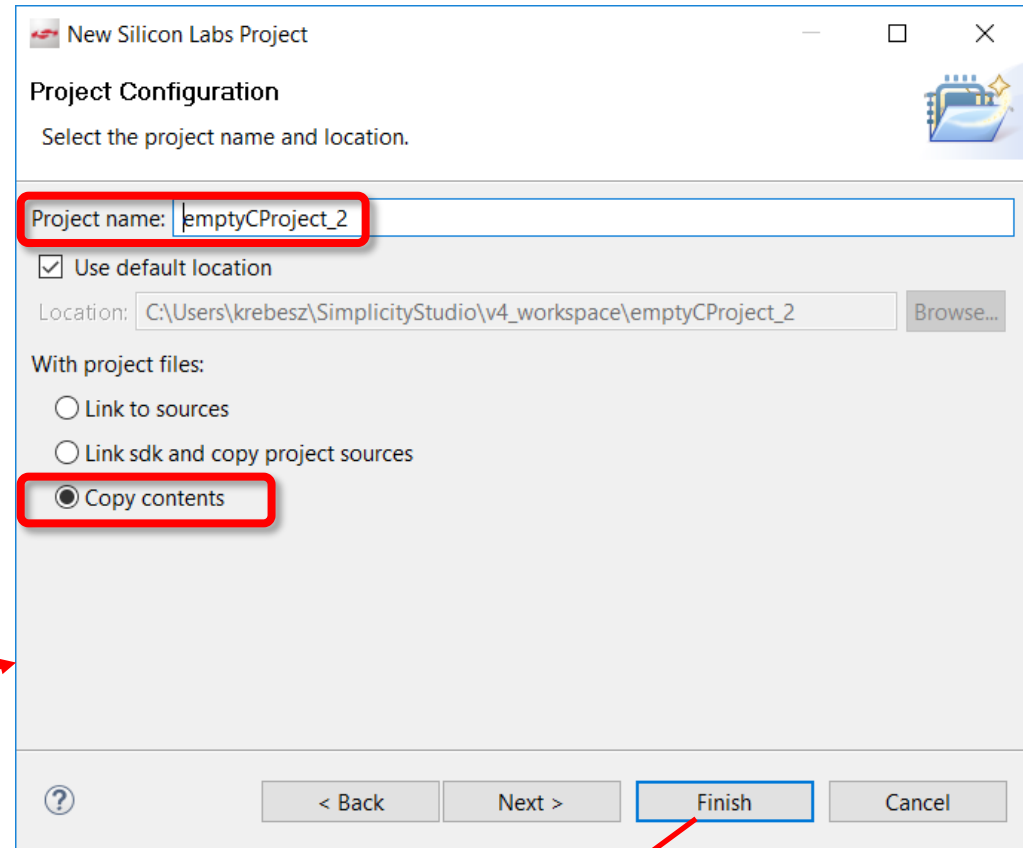 New Silicon Labs Project
Project Configuration
Select the project name and location.
Project name: emptyCProject_2
Use default location
Location: C:\Users\krebesz\SimplicityStudio\v4_workspace\emptyCProject_2 Browse...
With project files:
Link to sources
Link sdk and copy project sources
Copy contents
? < Back Next > Finish Cancel